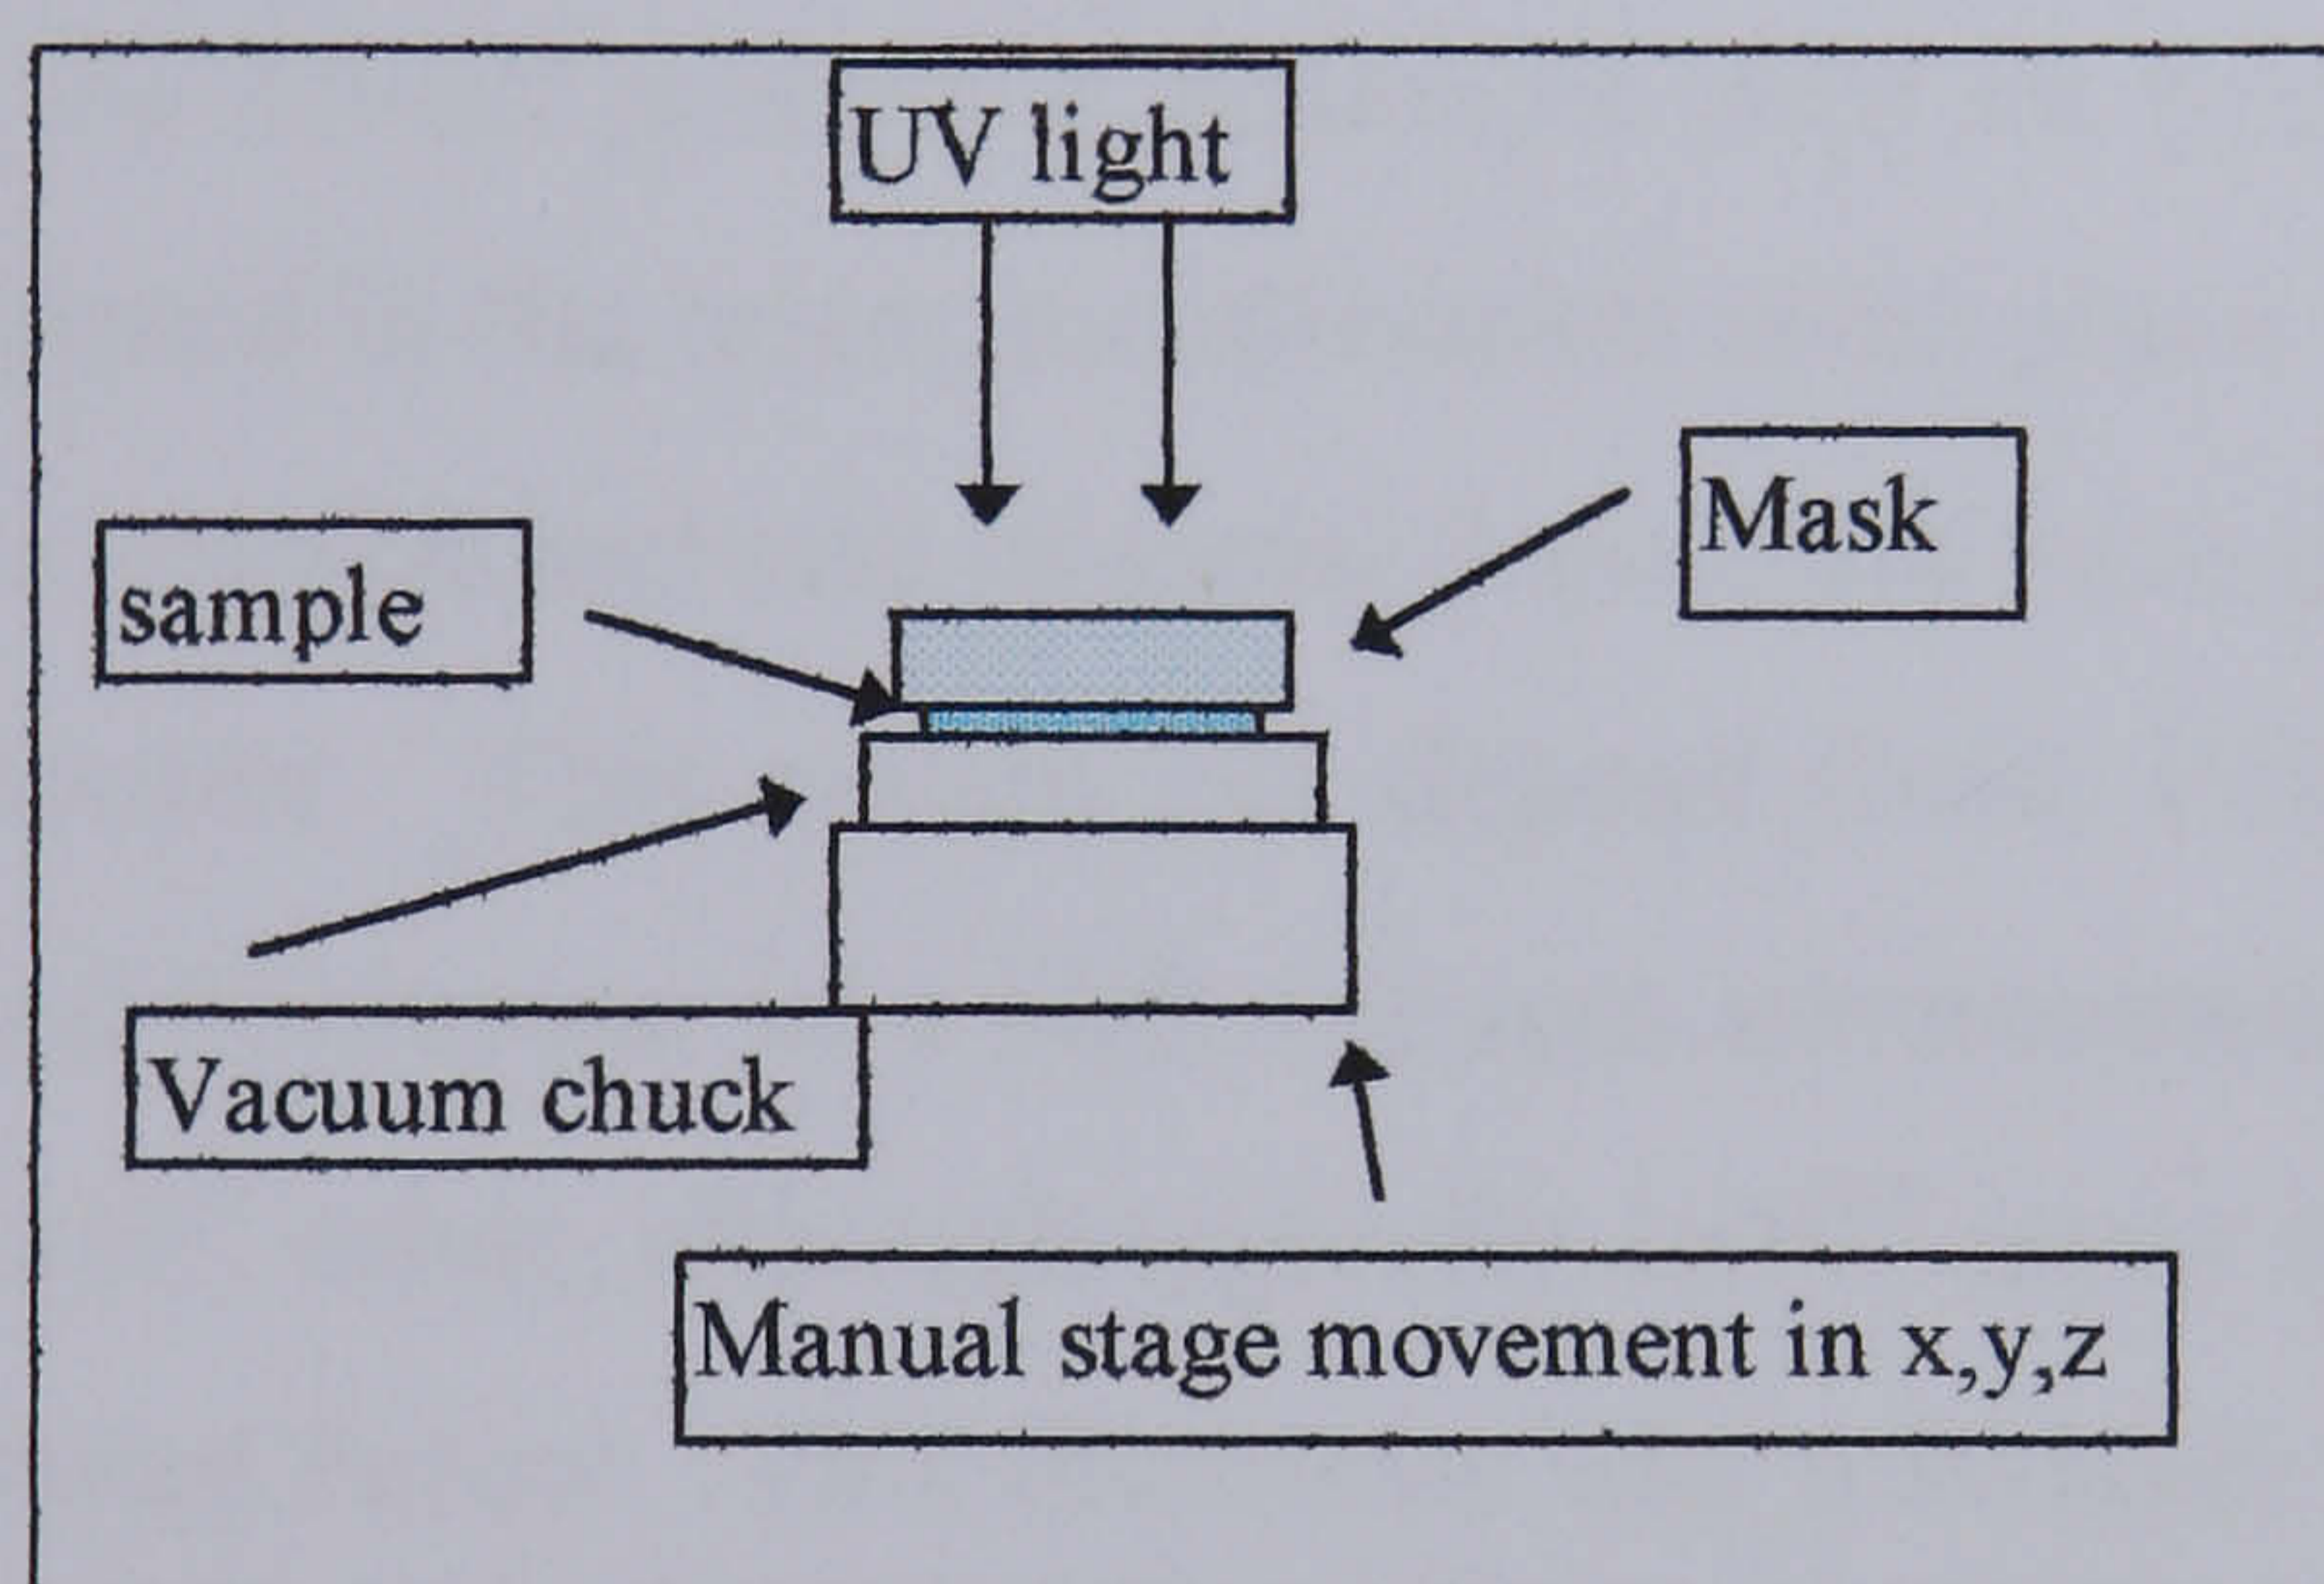 UV light
Mask
sample
Vacuum chuck
Manual stage movement in x,y,z